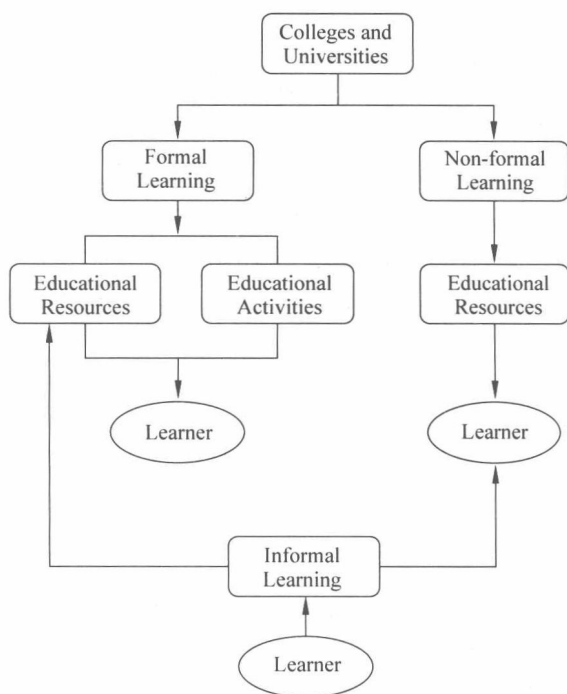 Colleges and
Universities
Formal
Learning
Non-formal
Learning
Educational
Resources
Educational
Activities
Educational
Resources
Learner
Learner
Informal
Learning
Learner